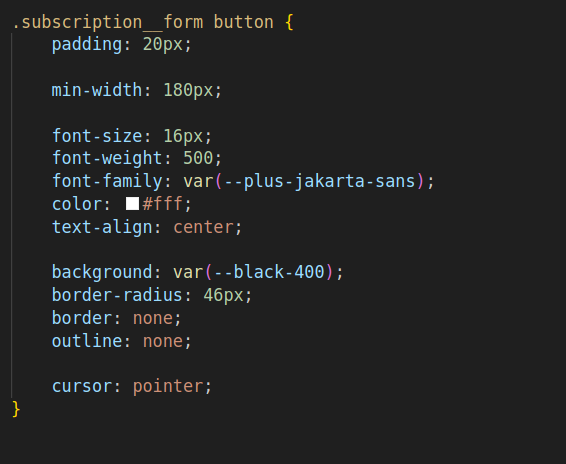 .subscription__form button {
    padding: 20px;

    min-width: 180px;

    font-size: 16px;
    font-weight: 500;
    font-family: var(--plus-jakarta-sans);
    color: #fff;
    text-align: center;

    background: var(--black-400);
    border-radius: 46px;
    border: none;
    outline: none;

    cursor: pointer;
}